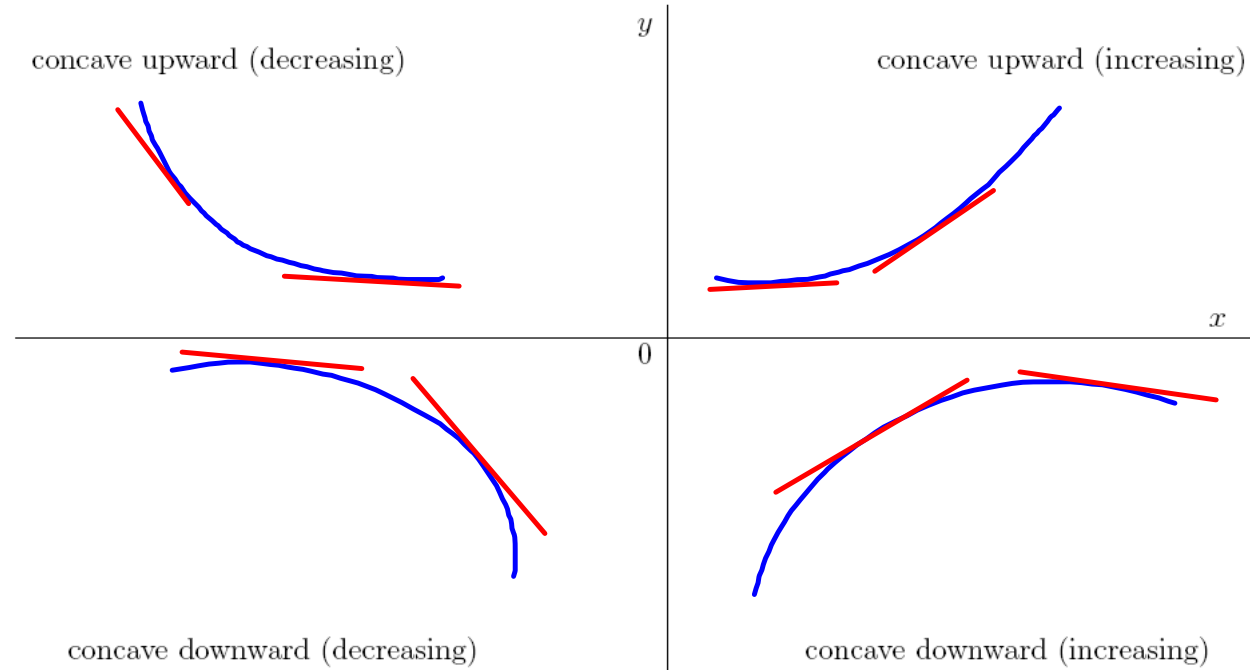 y
concave upward (decreasing)
concave upward (increasing)
x
0
concave downward (decreasing)
concave downward (increasing)